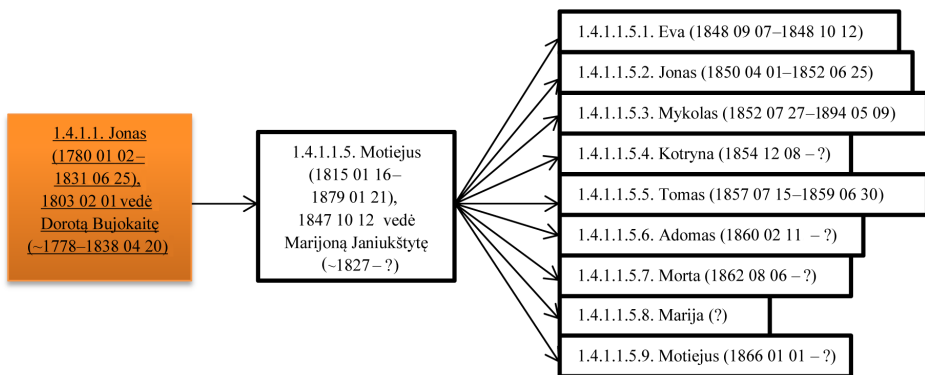 1.4.1.1. Jonas
(1780 01 02–
1831 06 25),
1803 02 01 vedė
Dorotą Bujokaitę
(~1778–1838 04 20)
1.4.1.1.5. Motiejus
(1815 01 16–
1879 01 21),
1847 10 12 vedė
Marijoną Janiukštytę
(~1827– ?)
1.4.1.1.5.1. Eva (1848 09 07–1848 10 12)
1.4.1.1.5.2. Jonas (1850 04 01–1852 06 25)
1.4.1.1.5.3. Mykolas (1852 07 27–1894 05 09)
1.4.1.1.5.4. Kotryna (1854 12 08 – ?)
1.4.1.1.5.5. Tomas (1857 07 15–1859 06 30)
1.4.1.1.5.6. Adomas (1860 02 11 – ?)
1.4.1.1.5.7. Morta (1862 08 06 – ?)
1.4.1.1.5.8. Marija (?)
1.4.1.1.5.9. Motiejus (1866 01 01 – ?)